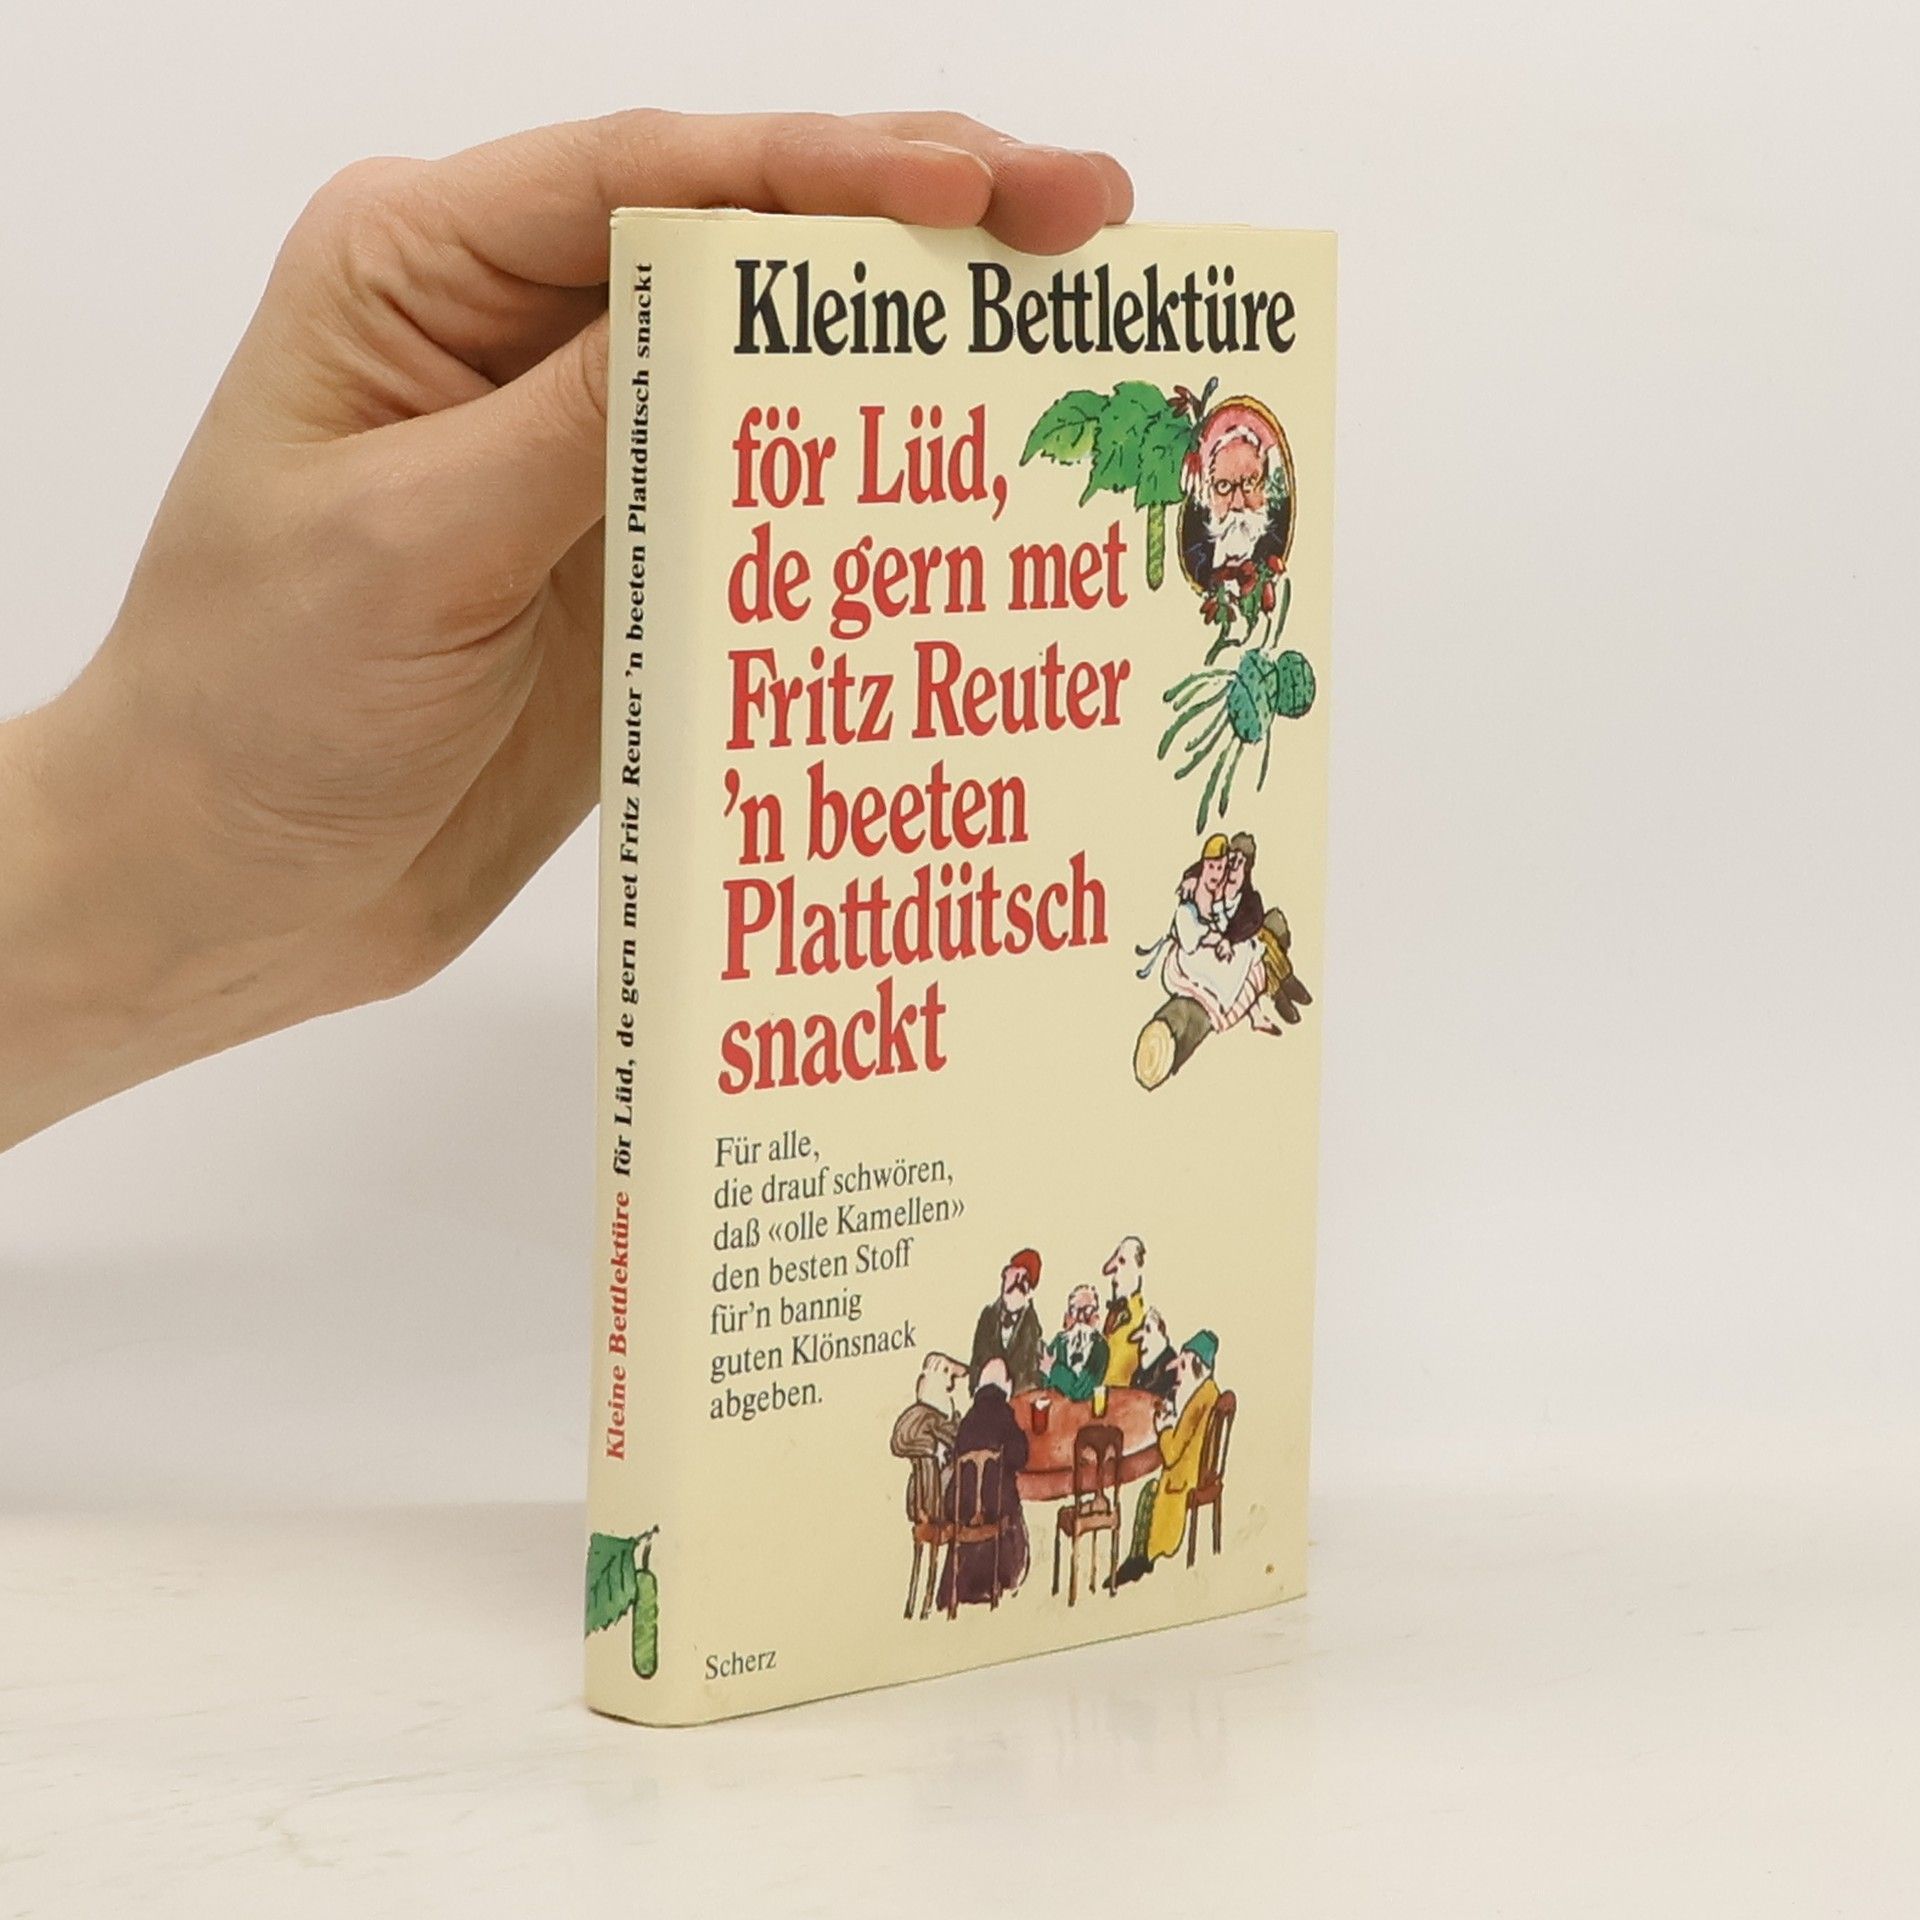 Kleine Bettlektüre för Lüd, de gern met Fritz Reuter 'n beeten Plattdütsch snackt
Kleine Bettlektüre
för Lüd,
de gern met
Fritz Reuter
'n beeten
Plattdütsch
snackt
Für alle,
die drauf schwören,
daß «olle Kamellen»
den besten Stoff
für'n bannig
guten Klönsnack
abgeben.
Scherz